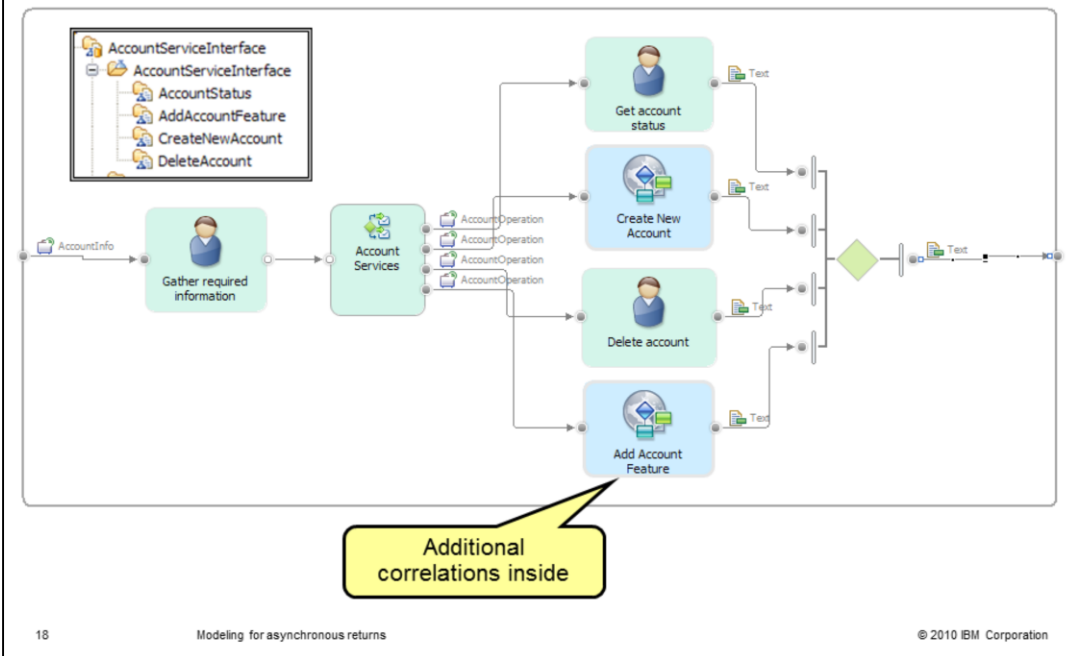 AccountServiceInterface
AccountServiceInterface
AccountStatus
AddAccountFeature
CreateNewAccount
DeleteAccount
AccountInfo
Gather required
information
Account
Services
AccountOperation
AccountOperation
AccountOperation
AccountOperation
Get account
status
Text
Create New
Account
Text
Delete account
Text
Add Account
Feature
Text
Text
Additional
correlations inside
18
Modeling for asynchronous returns
© 2010 IBM Corporation